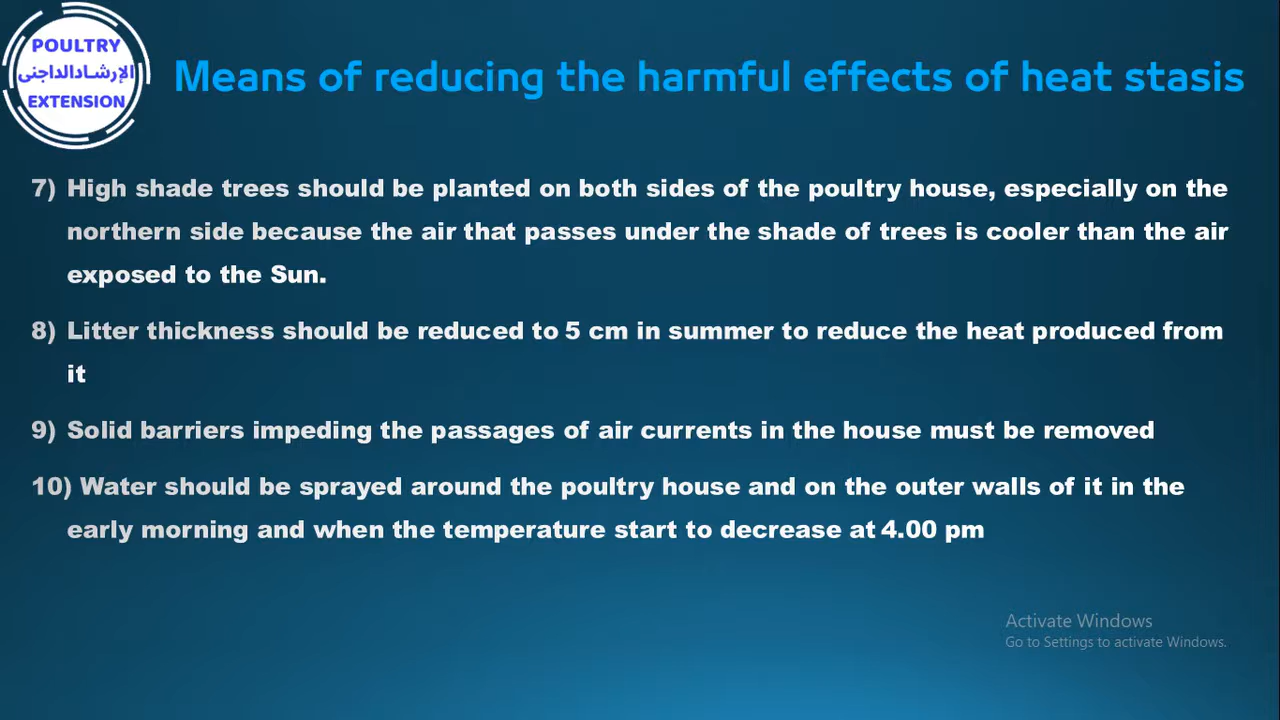 POULTRY
الإرشادالداجنى
EXTENSION
Means of reducing the harmful effects of heat stasis
7) High shade trees should be planted on both sides of the poultry house, especially on the
northern side because the air that passes under the shade of trees is cooler than the air
exposed to the Sun.
8) Litter thickness should be reduced to 5 cm in summer to reduce the heat produced from
it
9) Solid barriers impeding the passages of air currents in the house must be removed
10) Water should be sprayed around the poultry house and on the outer walls of it in the
early morning and when the temperature start to decrease at 4.00 pm
Activate Windows
Go to Settings to activate Windows.